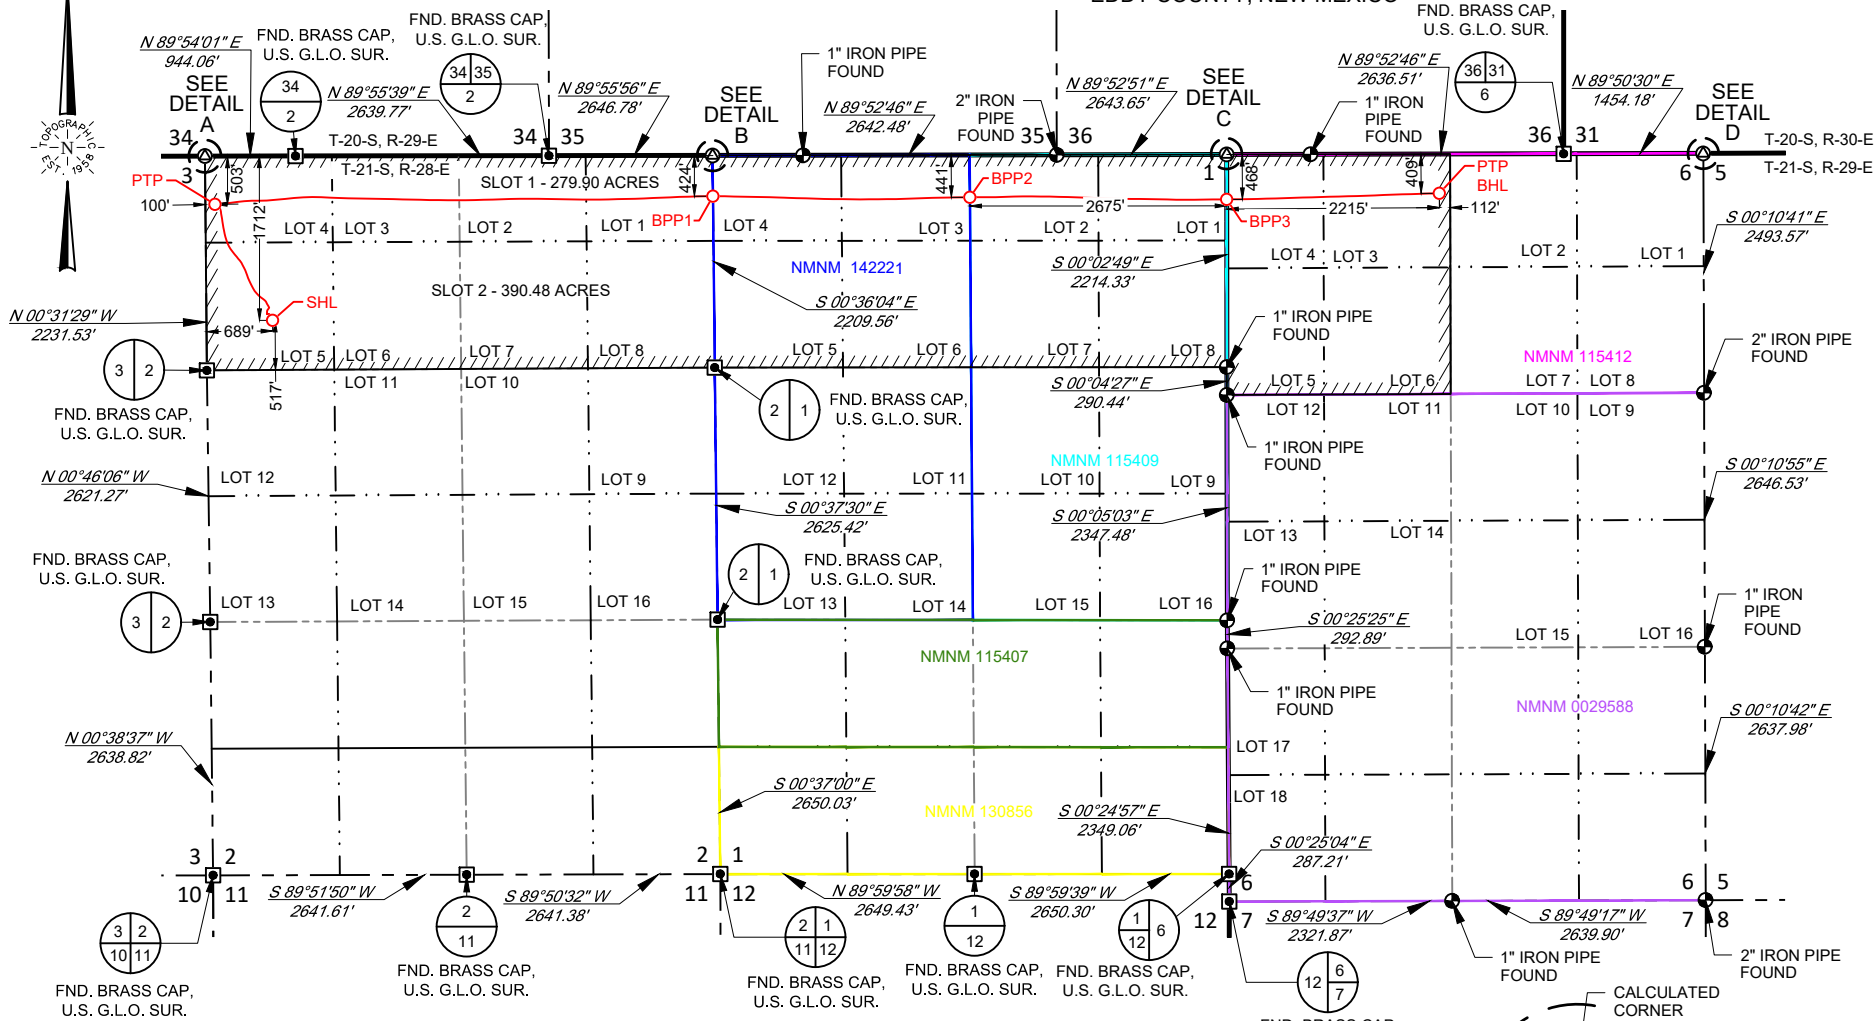 EDDY COUNTY, NEW MEXICO
N 89°54'01" E
944.06'
FND. BRASS CAP,
U.S. G.L.O. SUR.
FND. BRASS CAP,
U.S. G.L.O. SUR.
1" IRON PIPE
FOUND
FND. BRASS CAP,
U.S. G.L.O. SUR.
34
2
34 35
2
36 31
6
SEE
DETAIL
A
N 89°55'39" E
2639.77'
N 89°55'56" E
2646.78'
SEE
DETAIL
B
N 89°52'46" E
2642.48'
2" IRON
PIPE
FOUND
N 89°52'51" E
2643.65'
SEE
DETAIL
C
N 89°52'46" E
2636.51'
1" IRON
PIPE
FOUND
N 89°50'30" E
1454.18'
SEE
DETAIL
D
TOPOGRAPHIC
N
EST. 1958
34
3
T-20-S, R-29-E
34 35
35 36
36 31
T-20-S, R-30-E
T-21-S, R-28-E
T-21-S, R-29-E
1
6 5
PTP
100'
503'
1712'
SLOT 1 - 279.90 ACRES
424'
BPP1
441'
BPP2
2675'
468'
BPP3
2215'
409'
112'
PTP
BHL
LOT 4
LOT 3
LOT 2
LOT 1
LOT 4
LOT 3
LOT 2
LOT 1
LOT 4
LOT 3
LOT 2
LOT 1
S 00°10'41" E
2493.57'
NMNM 142221
S 00°02'49" E
2214.33'
SLOT 2 - 390.48 ACRES
SHL
S 00°36'04" E
2209.56'
N 00°31'29" W
2231.53'
689'
1" IRON PIPE
FOUND
2" IRON PIPE
FOUND
LOT 5
LOT 6
LOT 7
LOT 8
LOT 5
LOT 6
LOT 7
LOT 8
NMNM 115412
3 2
FND. BRASS CAP,
U.S. G.L.O. SUR.
517'
LOT 11
LOT 10
2 1
FND. BRASS CAP,
U.S. G.L.O. SUR.
S 00°04'27" E
290.44'
LOT 5
LOT 6
LOT 7
LOT 8
LOT 12
LOT 11
LOT 10
LOT 9
1" IRON PIPE
FOUND
N 00°46'06" W
2621.27'
LOT 12
LOT 9
LOT 12
LOT 11
NMNM 115409
LOT 10
LOT 9
S 00°10'55" E
2646.53'
S 00°37'30" E
2625.42'
S 00°05'03" E
2347.48'
LOT 13
LOT 14
FND. BRASS CAP,
U.S. G.L.O. SUR.
3 2
2 1
FND. BRASS CAP,
U.S. G.L.O. SUR.
1" IRON PIPE
FOUND
LOT 13
LOT 14
LOT 15
LOT 16
LOT 13
LOT 14
LOT 15
LOT 16
S 00°25'25" E
292.89'
LOT 15
LOT 16
1" IRON
PIPE
FOUND
NMNM 115407
1" IRON PIPE
FOUND
NMNM 0029588
N 00°38'37" W
2638.82'
LOT 17
S 00°10'42" E
2637.98'
S 00°37'00" E
2650.03'
NMNM 130856
S 00°24'57" E
2349.06'
LOT 18
S 00°25'04" E
287.21'
3 2
10 11
S 89°51'50" W
2641.61'
S 89°50'32" W
2641.38'
2 1
11 12
N 89°59'58" W
2649.43'
S 89°59'39" W
2650.30'
6
12 7
S 89°49'37" W
2321.87'
S 89°49'17" W
2639.90'
6 5
7 8
3 2
10 11
FND. BRASS CAP,
U.S. G.L.O. SUR.
2
11
FND. BRASS CAP,
U.S. G.L.O. SUR.
2 1
11 12
FND. BRASS CAP,
U.S. G.L.O. SUR.
1
12
FND. BRASS CAP,
U.S. G.L.O. SUR.
1
12 6
FND. BRASS CAP,
U.S. G.L.O. SUR.
12 6
7
FND. BRASS CAP,
1" IRON PIPE
FOUND
2" IRON PIPE
FOUND
CALCULATED
CORNER